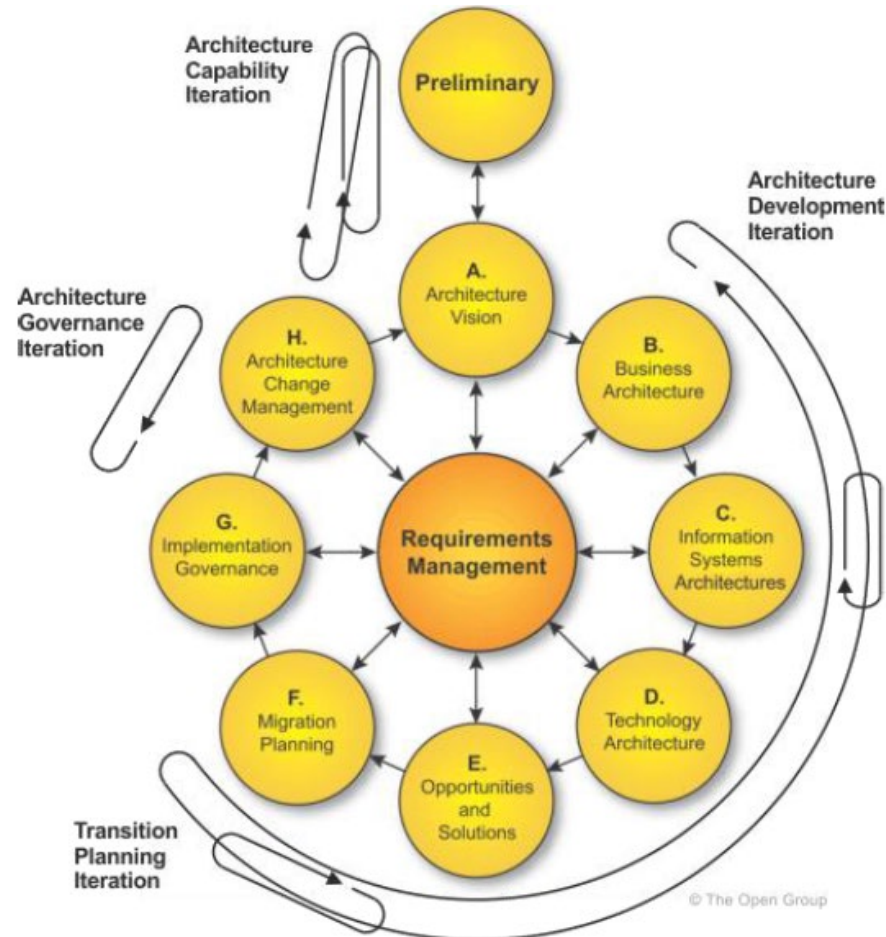 Architecture
Capability
Iteration
Preliminary
Architecture
Development
Iteration
A.
Architecture
Vision
Architecture
Governance
Iteration
H.
Architecture
Change
Management
B.
Business
Architecture
G.
Implementation
Governance
Requirements
Management
C.
Information
Systems
Architectures
F.
Migration
Planning
D.
Technology
Architecture
E.
Opportunities
and
Solutions
Transition
Planning
Iteration
© The Open Group